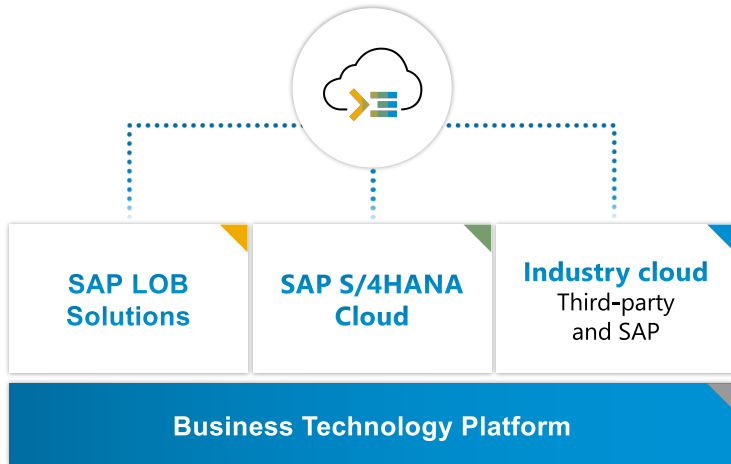 SAP LOB
Solutions
SAP S/4HANA
Cloud
Industry cloud
Third-party
and SAP
Business Technology Platform